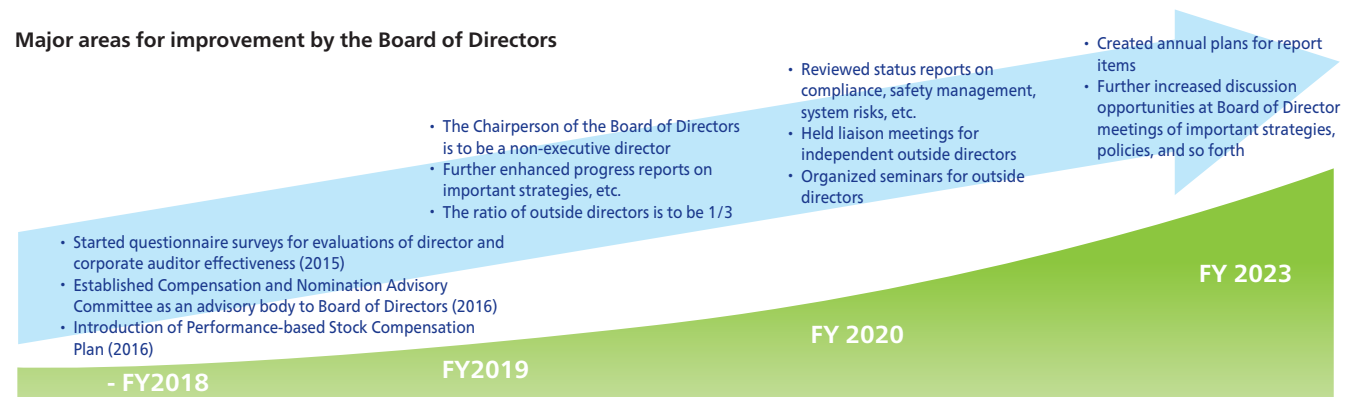 Major areas for improvement by the Board of Directors
・ Started questionnaire surveys for evaluations of director and
corporate auditor effectiveness (2015)
・ Established Compensation and Nomination Advisory
Committee as an advisory body to Board of Directors (2016)
・ Introduction of Performance-based Stock Compensation
Plan (2016)
- FY2018
・ The Chairperson of the Board of Directors
is to be a non-executive director
・ Further enhanced progress reports on
important strategies, etc.
・ The ratio of outside directors is to be 1/3
FY2019
・ Reviewed status reports on
compliance, safety management,
system risks, etc.
・ Held liaison meetings for
independent outside directors
・ Organized seminars for outside
directors
FY 2020
・ Created annual plans for report
items
・ Further increased discussion
opportunities at Board of Director
meetings of important strategies,
policies, and so forth
FY 2023